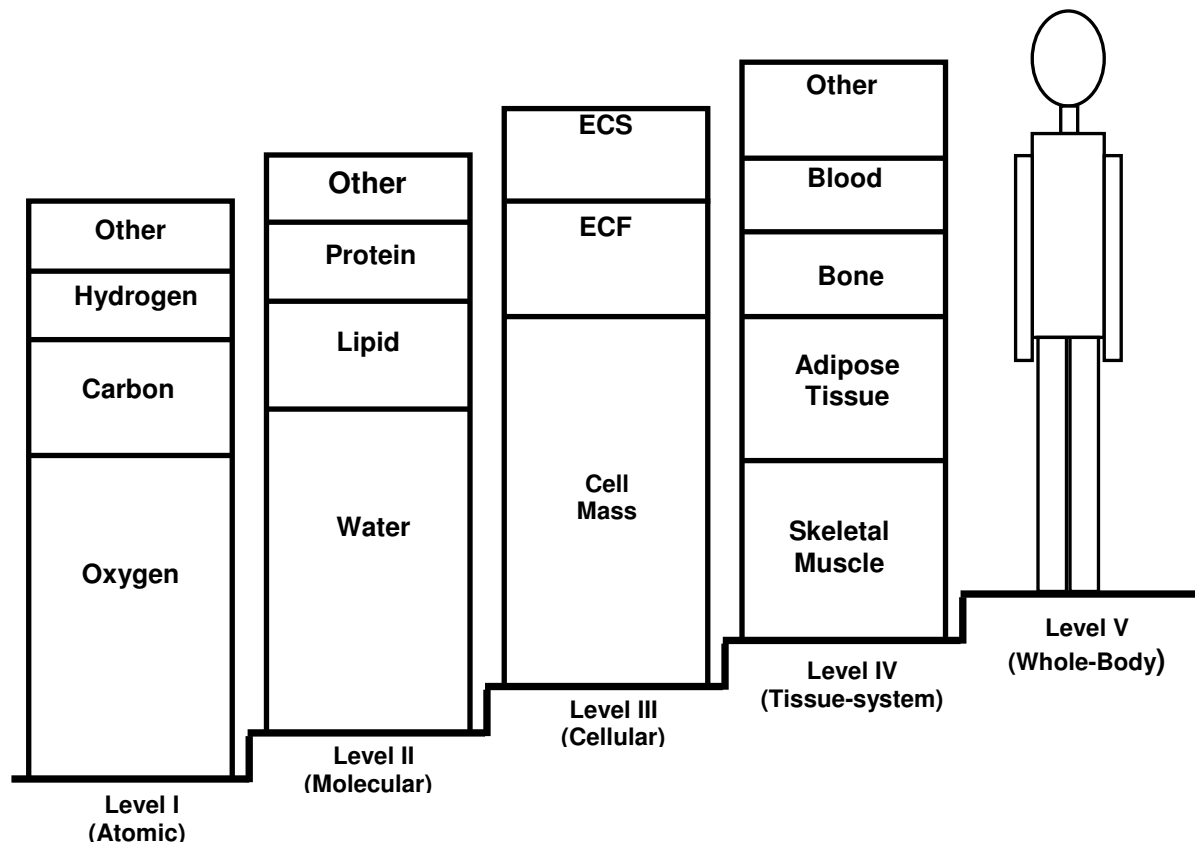 Other
Hydrogen
Carbon
Oxygen
Level I
(Atomic)
Other
Protein
Lipid
Water
Level II
(Molecular)
ECS
ECF
Cell
Mass
Level III
(Cellular)
Other
Blood
Bone
Adipose
Tissue
Skeletal
Muscle
Level IV
(Tissue-system)
Level V
(Whole-Body)